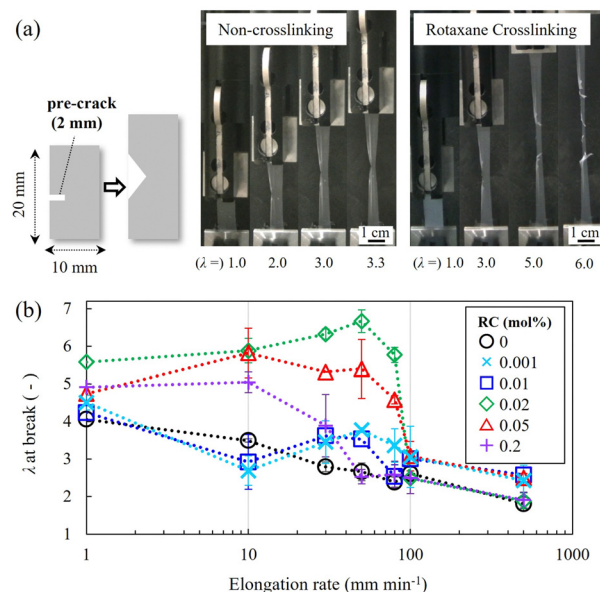 (a)
Non-crosslinking
Rotaxane Crosslinking
pre-crack
(2 mm)
20 mm
10 mm
1 cm
1 cm
(λ =) 1.0 2.0 3.0 3.3
(λ =) 1.0 3.0 5.0 6.0
(b)
λ at break ( - )
7
6
5
4
3
2
1
RC (mol%)
0
0.001
0.01
0.02
0.05
0.2
1 10 100 1000
Elongation rate (mm min⁻¹)